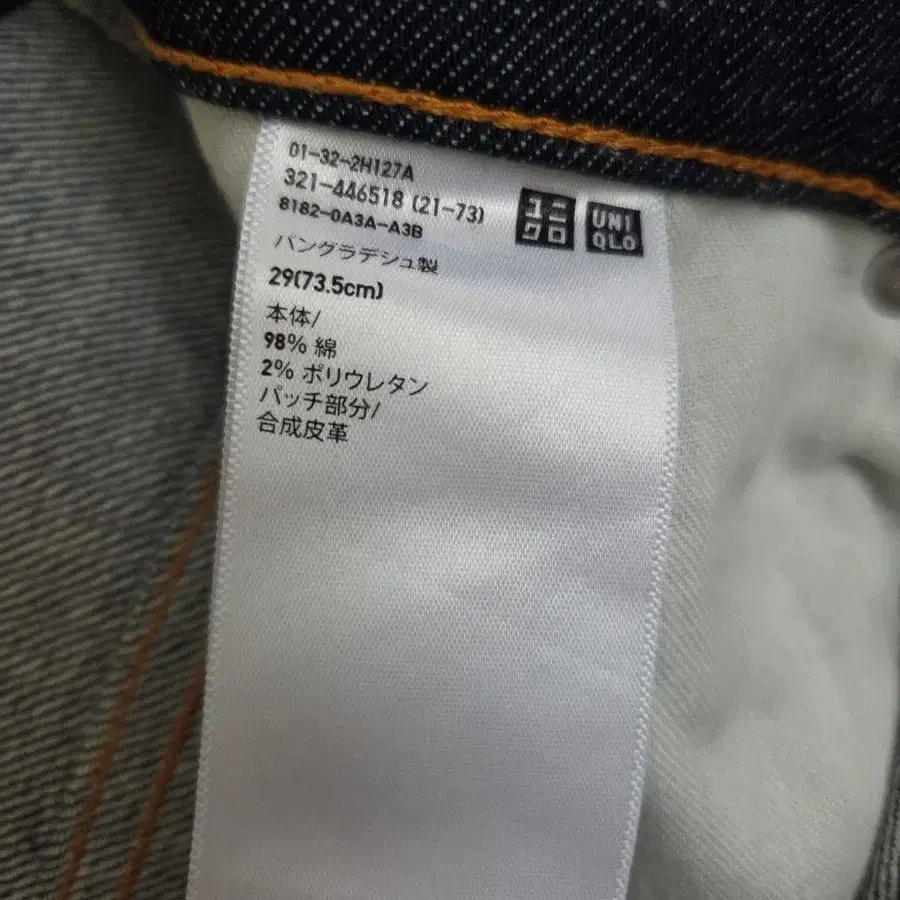 01-32-2H127A
321-446518 (21-73)
8182-0A3A-A3B
バングラデシュ製
29(73.5cm)
本体/
98% 綿
2% ポリウレタン
パッチ部分/
合成皮革
ユニ
クロ
UNI
QLO